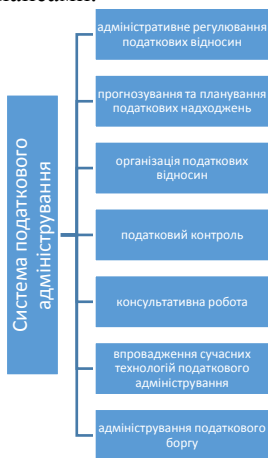 адміністративне регулювання
податкових відносин
прогнозування та планування
податкових надходжень
організація податкових
відносин
Система податкового
адміністрування
податковий контроль
консультативна робота
впровадження сучасних
технологій податкового
адміністрування
адміністрування податкового
боргу